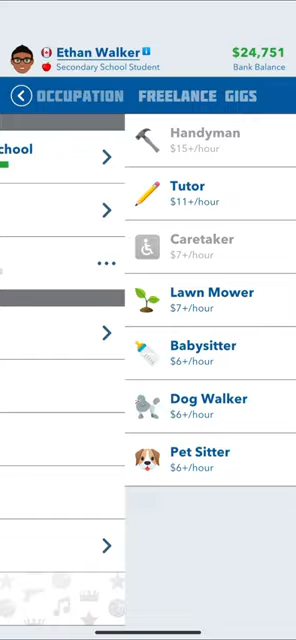 Ethan Walker
$24,751
Secondary School Student
Bank Balance
OCCUPATION
FREELANCE GIGS
chool
Handyman
$15+/hour
Tutor
$11+/hour
Caretaker
$7+/hour
Lawn Mower
$7+/hour
Babysitter
$6+/hour
Dog Walker
$6+/hour
Pet Sitter
$6+/hour